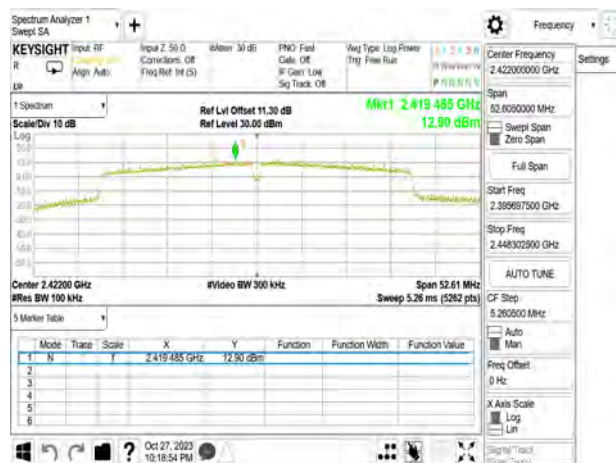 Spectrum Analyzer 1
Swept SA
+
Frequency
Settings
KEYSIGHT
R
Input: RF
Align: Auto
Input Z: 50 Ω
Corrections: Off
Freq Ref: Int (S)
#Atten: 30 dB
PNO: Fast
Gate: Off
IF Gain: Low
Sig Track: Off
Avg Type: Log-Power
Trig: Free Run
1 2 3 4 5 6
P N N N N N
1 Spectrum
Scale/Div 10 dB
Ref Lvl Offset 11.30 dB
Ref Level 30.00 dBm
Mkr1 2.419 485 GHz
12.90 dBm
Log
1
Center 2.42200 GHz
#Res BW 100 kHz
#Video BW 300 kHz
Span 52.61 MHz
Sweep 5.26 ms (5262 pts)
5 Marker Table
Mode Trace Scale X Y Function Function Width Function Value
1 N f 2.419 485 GHz 12.90 dBm
2
3
4
5
6
Center Frequency
2.422000000 GHz
Span
52.6050000 MHz
Swept Span
Zero Span
Full Span
Start Freq
2.395697500 GHz
Stop Freq
2.448302500 GHz
AUTO TUNE
CF Step
5.260500 MHz
Auto
Man
Freq Offset
0 Hz
X Axis Scale
Log
Lin
Signal Track
?
Oct 27, 2023
10:18:54 PM